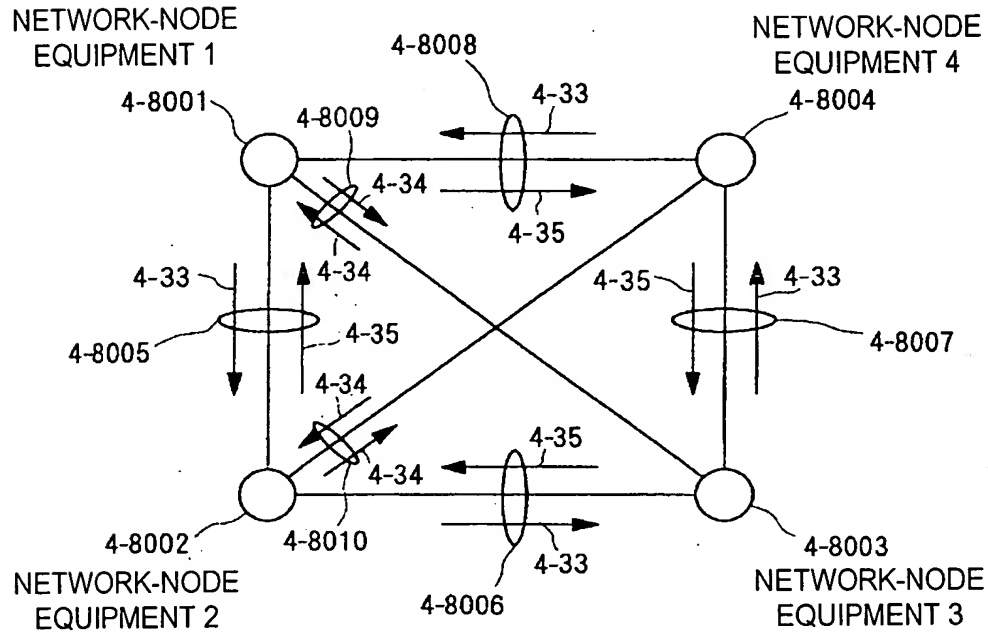 NETWORK-NODE
EQUIPMENT 1
4-8001
4-8009
4-8008
4-33
NETWORK-NODE
EQUIPMENT 4
4-8004
4-34
4-35
4-34
4-33
4-8005
4-35
4-35
4-33
4-8007
4-34
4-34
4-35
4-8002
4-8010
4-33
4-8006
4-8003
NETWORK-NODE
EQUIPMENT 2
NETWORK-NODE
EQUIPMENT 3